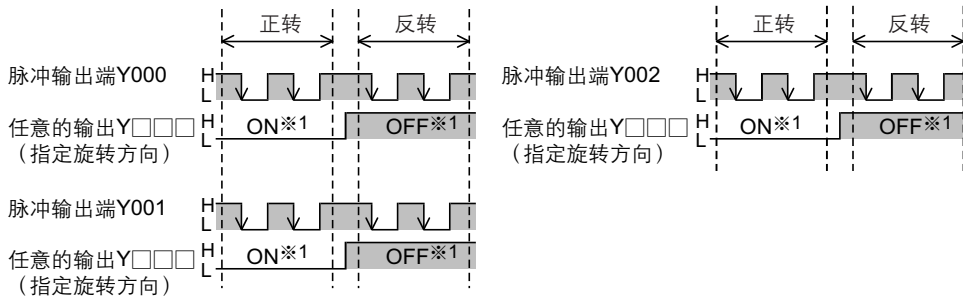 正转 反转
脉冲输出端Y000 H
L
任意的输出Y□□□ H ON※1 OFF※1
（指定旋转方向） L
脉冲输出端Y001 H
L
任意的输出Y□□□ H ON※1 OFF※1
（指定旋转方向） L
正转 反转
脉冲输出端Y002 H
L
任意的输出Y□□□ H ON※1 OFF※1
（指定旋转方向） L